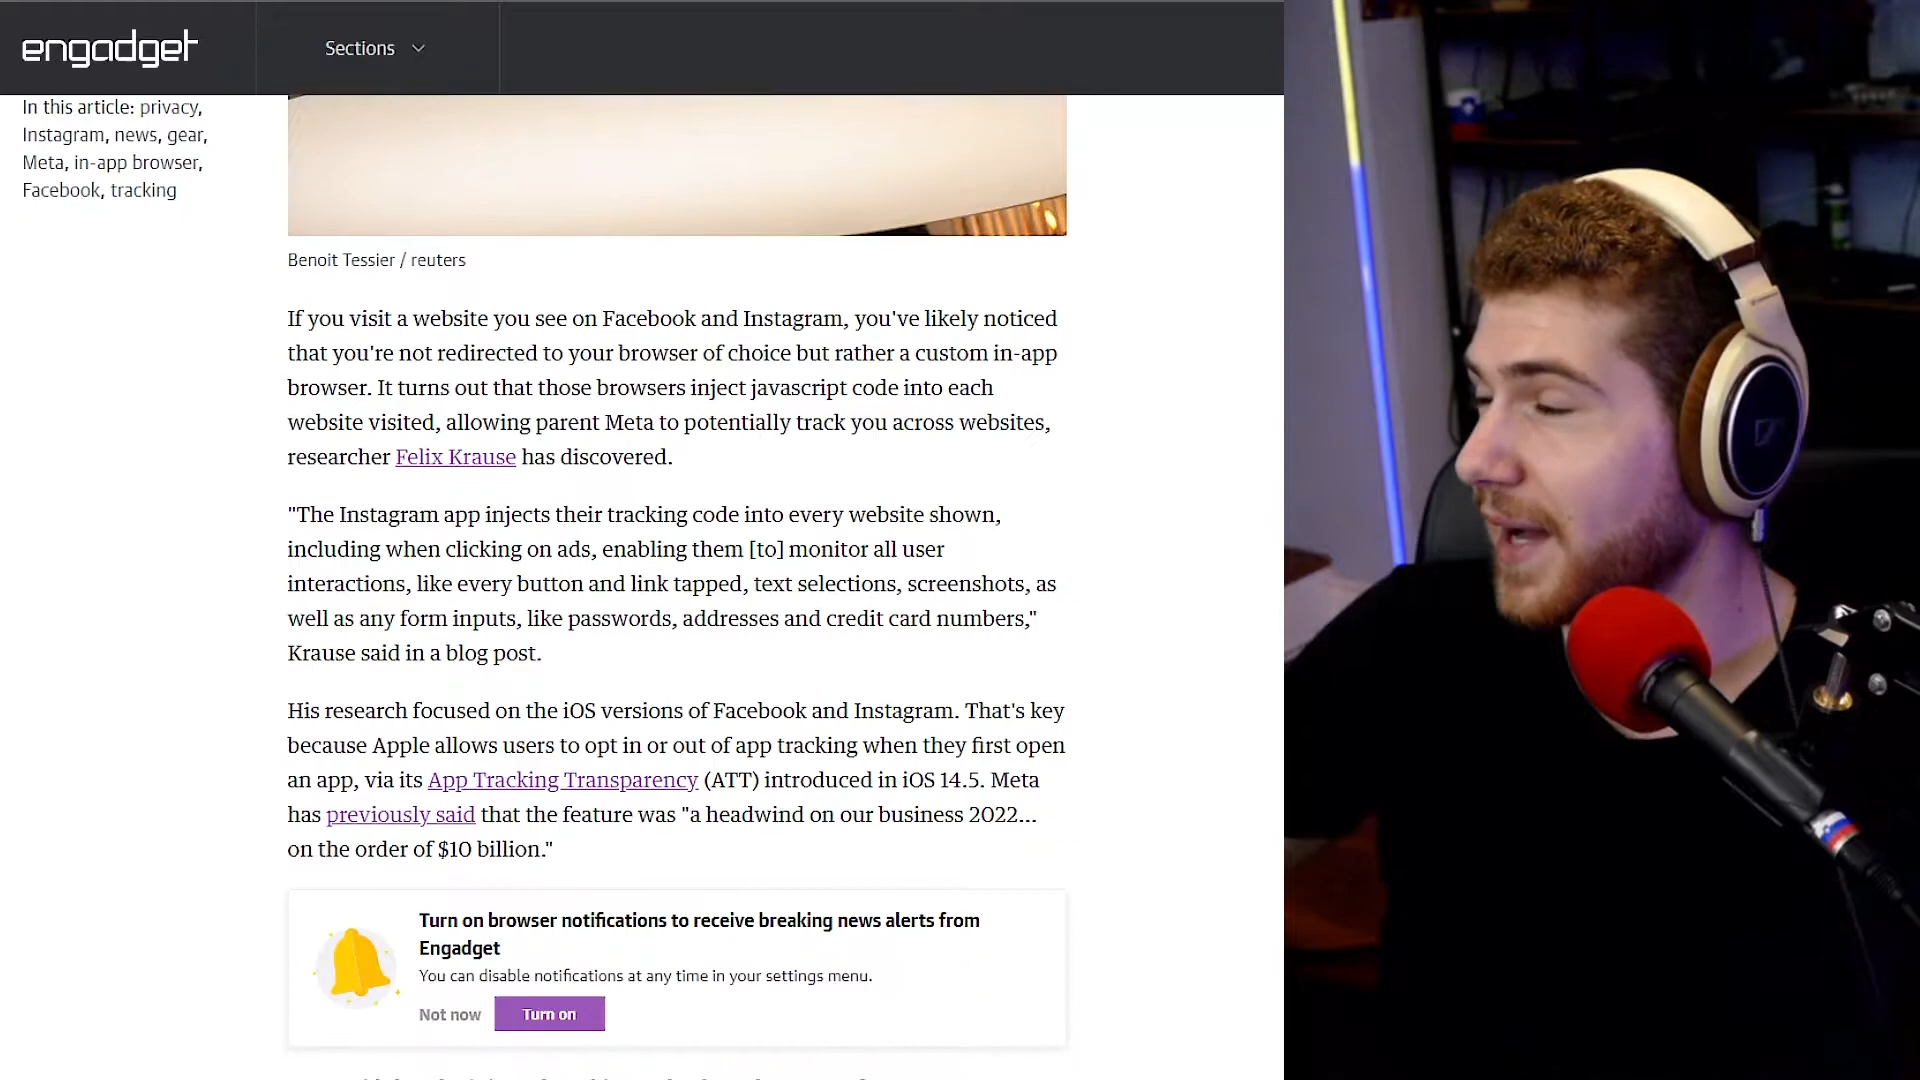 engadget
Sections
In this article: privacy,
Instagram, news, gear,
Meta, in-app browser,
Facebook, tracking
Benoit Tessier / reuters
If you visit a website you see on Facebook and Instagram, you've likely noticed
that you're not redirected to your browser of choice but rather a custom in-app
browser. It turns out that those browsers inject javascript code into each
website visited, allowing parent Meta to potentially track you across websites,
researcher Felix Krause has discovered.
"The Instagram app injects their tracking code into every website shown,
including when clicking on ads, enabling them [to] monitor all user
interactions, like every button and link tapped, text selections, screenshots, as
well as any form inputs, like passwords, addresses and credit card numbers,"
Krause said in a blog post.
His research focused on the iOS versions of Facebook and Instagram. That's key
because Apple allows users to opt in or out of app tracking when they first open
an app, via its App Tracking Transparency (ATT) introduced in iOS 14.5. Meta
has previously said that the feature was "a headwind on our business 2022...
on the order of $10 billion."
Turn on browser notifications to receive breaking news alerts from
Engadget
You can disable notifications at any time in your settings menu.
Not now
Turn on